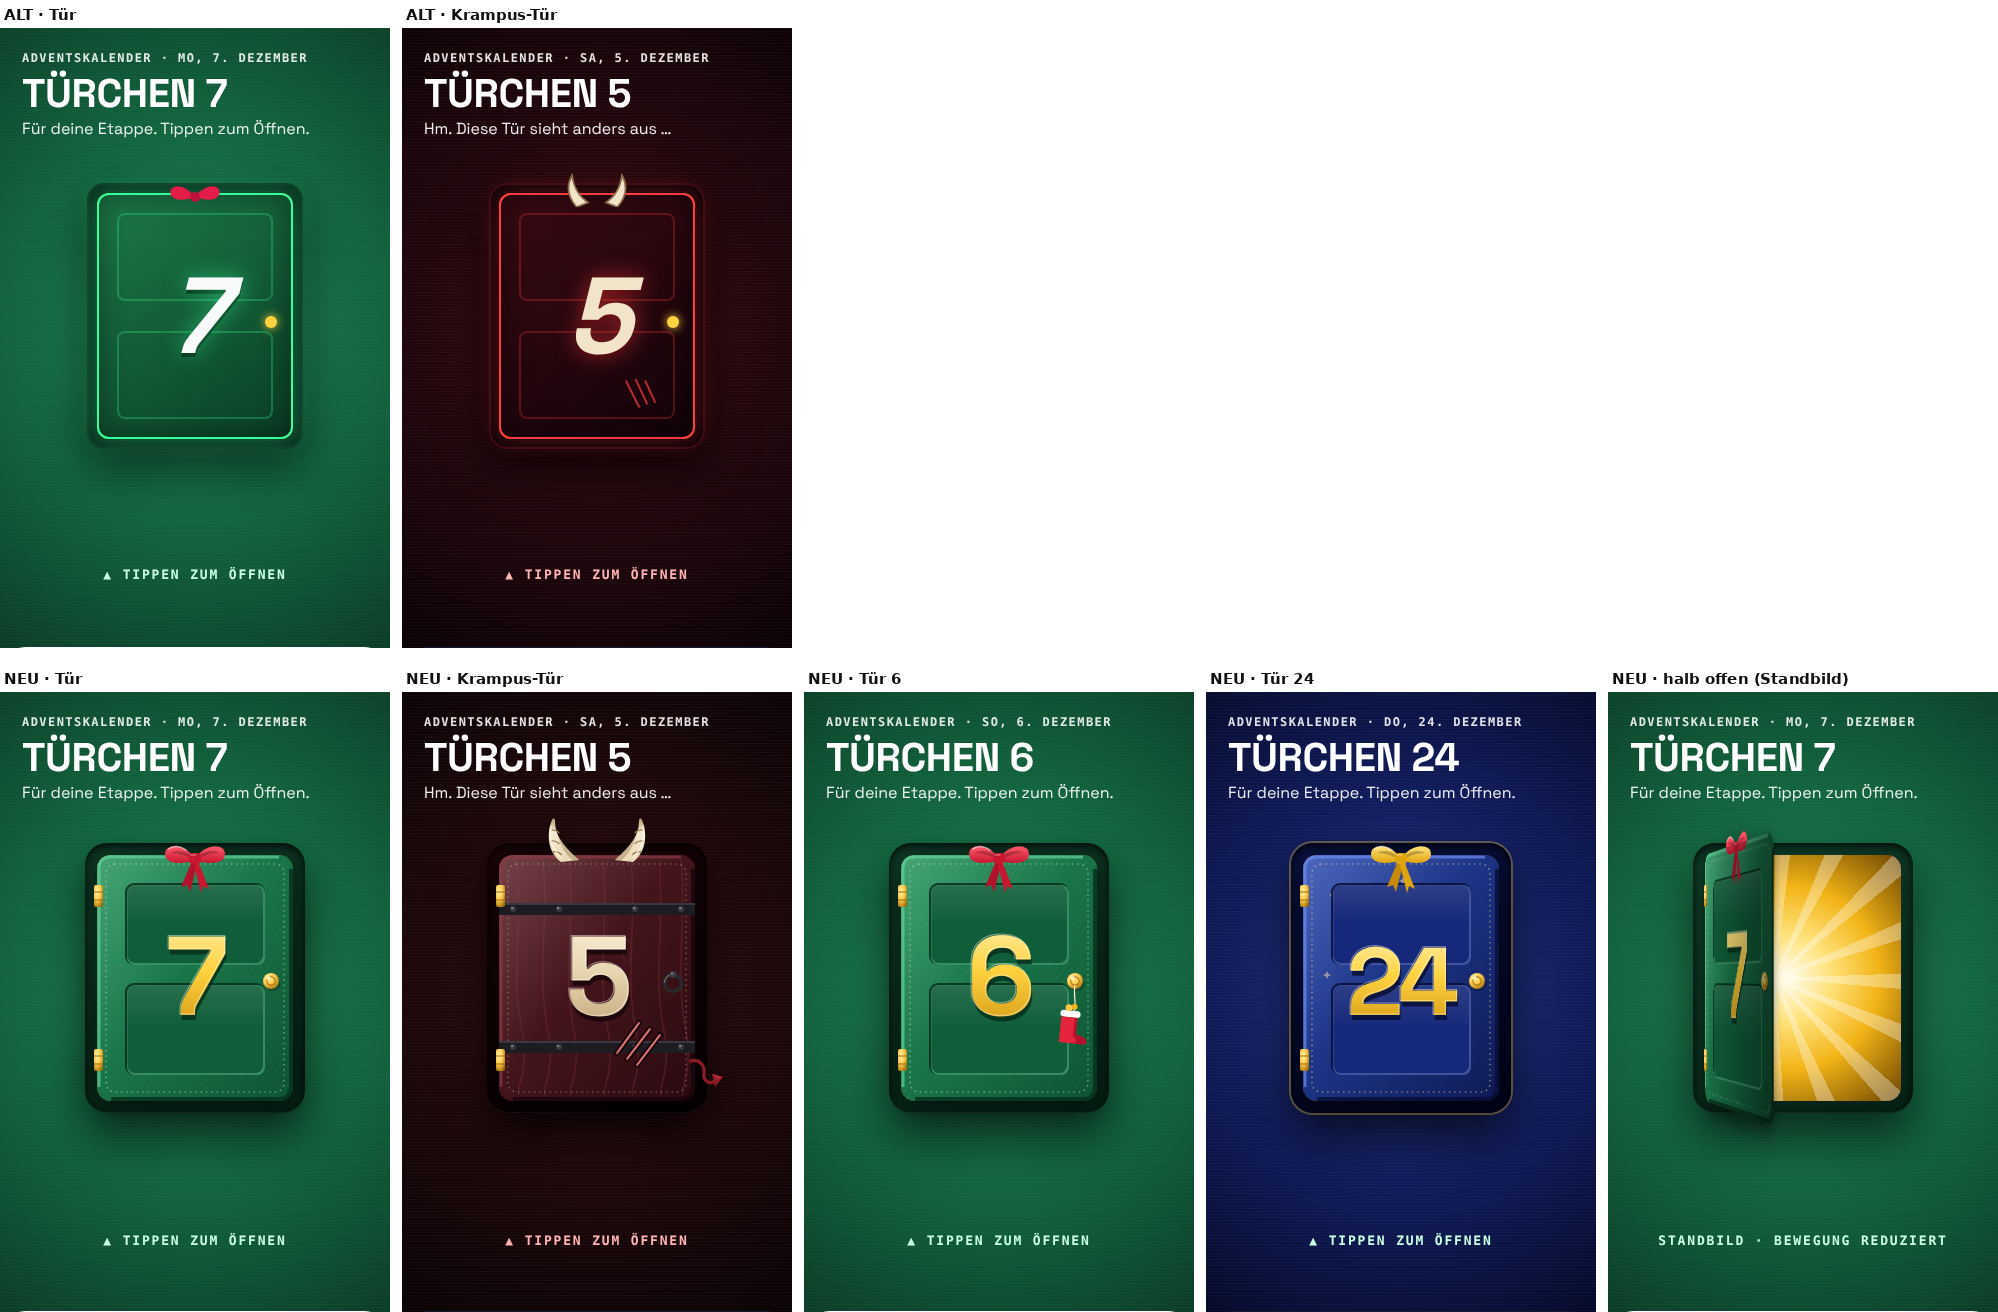 ALT · Tür
ADVENTSKALENDER · MO, 7. DEZEMBER
TÜRCHEN 7
Für deine Etappe. Tippen zum Öffnen.
7
▲ TIPPEN ZUM ÖFFNEN
ALT · Krampus-Tür
ADVENTSKALENDER · SA, 5. DEZEMBER
TÜRCHEN 5
Hm. Diese Tür sieht anders aus ...
5
▲ TIPPEN ZUM ÖFFNEN
NEU · Tür
ADVENTSKALENDER · MO, 7. DEZEMBER
TÜRCHEN 7
Für deine Etappe. Tippen zum Öffnen.
7
▲ TIPPEN ZUM ÖFFNEN
NEU · Krampus-Tür
ADVENTSKALENDER · SA, 5. DEZEMBER
TÜRCHEN 5
Hm. Diese Tür sieht anders aus ...
5
▲ TIPPEN ZUM ÖFFNEN
NEU · Tür 6
ADVENTSKALENDER · SO, 6. DEZEMBER
TÜRCHEN 6
Für deine Etappe. Tippen zum Öffnen.
6
▲ TIPPEN ZUM ÖFFNEN
NEU · Tür 24
ADVENTSKALENDER · DO, 24. DEZEMBER
TÜRCHEN 24
Für deine Etappe. Tippen zum Öffnen.
24
▲ TIPPEN ZUM ÖFFNEN
NEU · halb offen (Standbild)
ADVENTSKALENDER · MO, 7. DEZEMBER
TÜRCHEN 7
Für deine Etappe. Tippen zum Öffnen.
7
STANDBILD · BEWEGUNG REDUZIERT